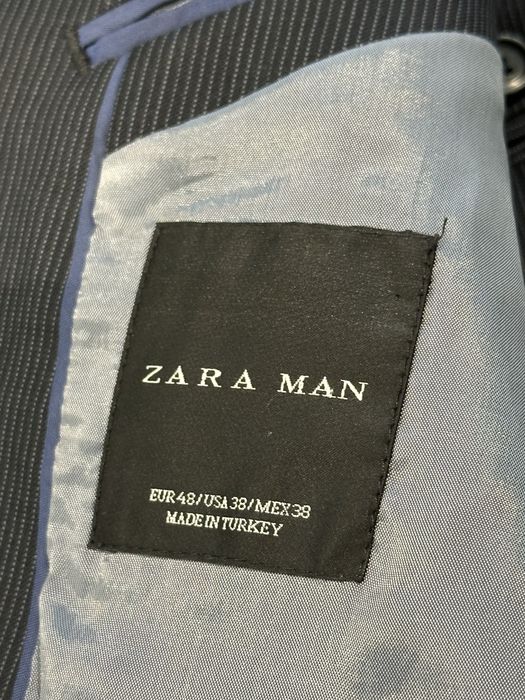 ZARA MAN
EUR 48/USA 38/MEX 38
MADE IN TURKEY